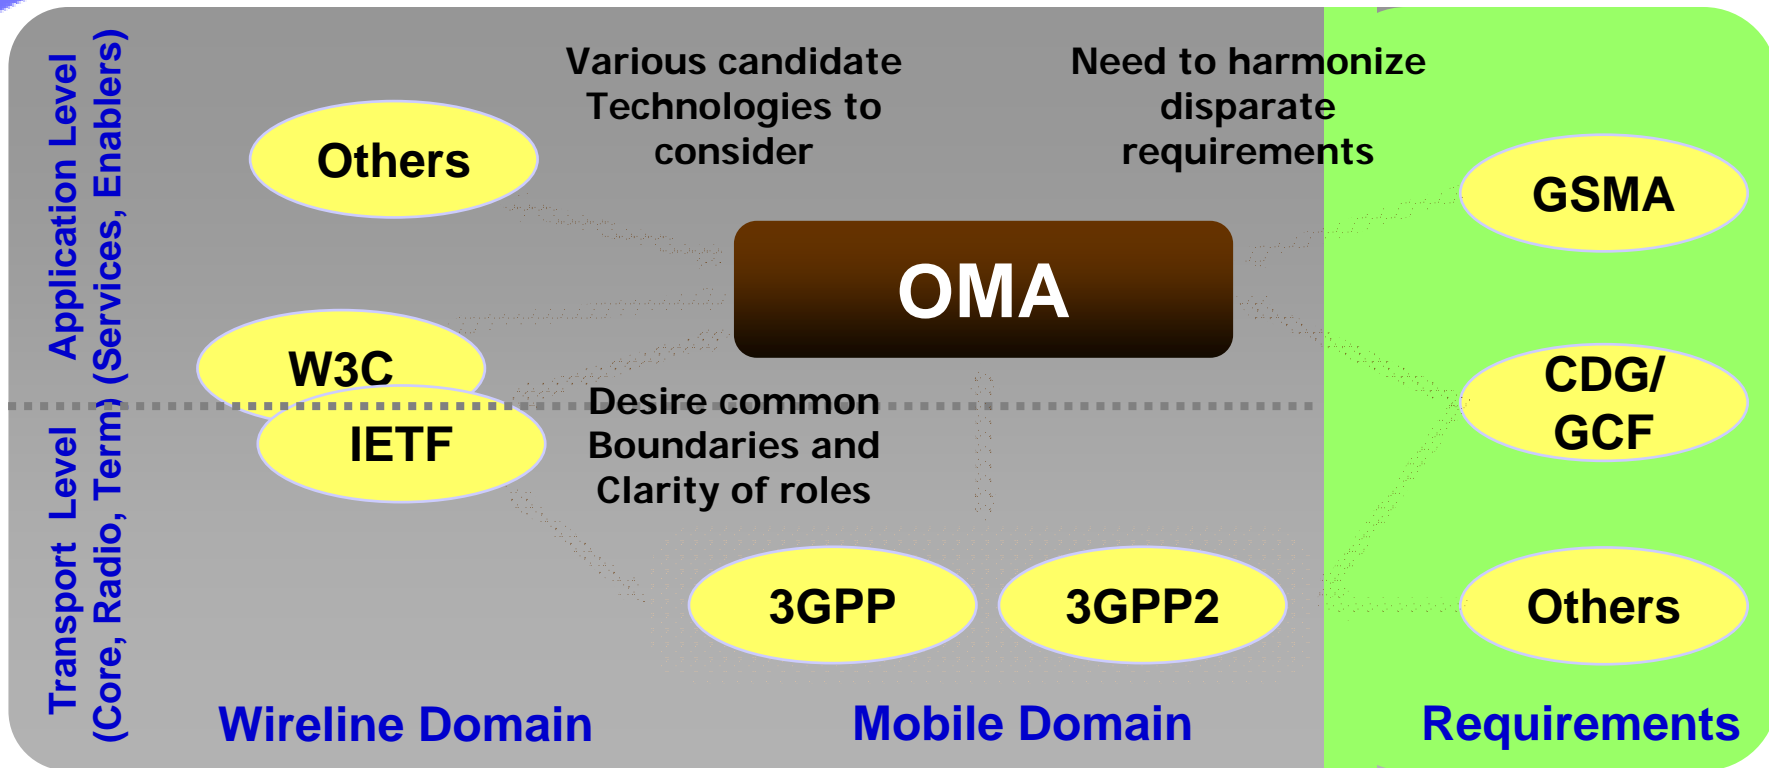 Application Level
(Services, Enablers)
Transport Level
(Core, Radio, Term)
Various candidate
Technologies to
consider
Need to harmonize
disparate
requirements
Others
GSMA
OMA
W3C
IETF
Desire common
Boundaries and
Clarity of roles
CDG/
GCF
3GPP
3GPP2
Others
Wireline Domain
Mobile Domain
Requirements